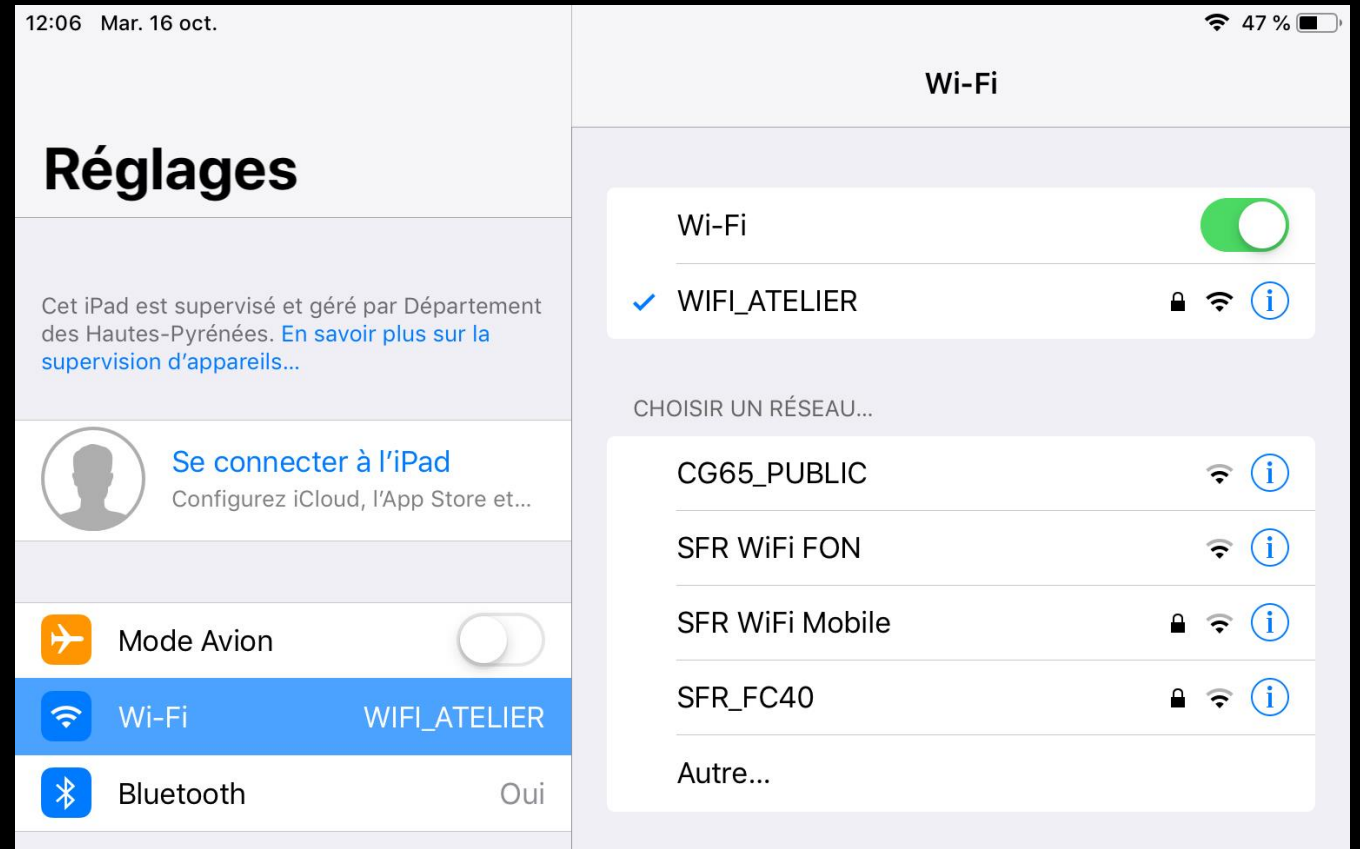 12:06 Mar. 16 oct.
47 %
Réglages
Cet iPad est supervisé et géré par Département
des Hautes-Pyrénées. En savoir plus sur la
supervision d’appareils...
Se connecter à l’iPad
Configurez iCloud, l’App Store et...
Mode Avion
Wi-Fi WIFI_ATELIER
Bluetooth Oui
Wi-Fi
Wi-Fi
WIFI_ATELIER
CHOISIR UN RÉSEAU...
CG65_PUBLIC
SFR WiFi FON
SFR WiFi Mobile
SFR_FC40
Autre...